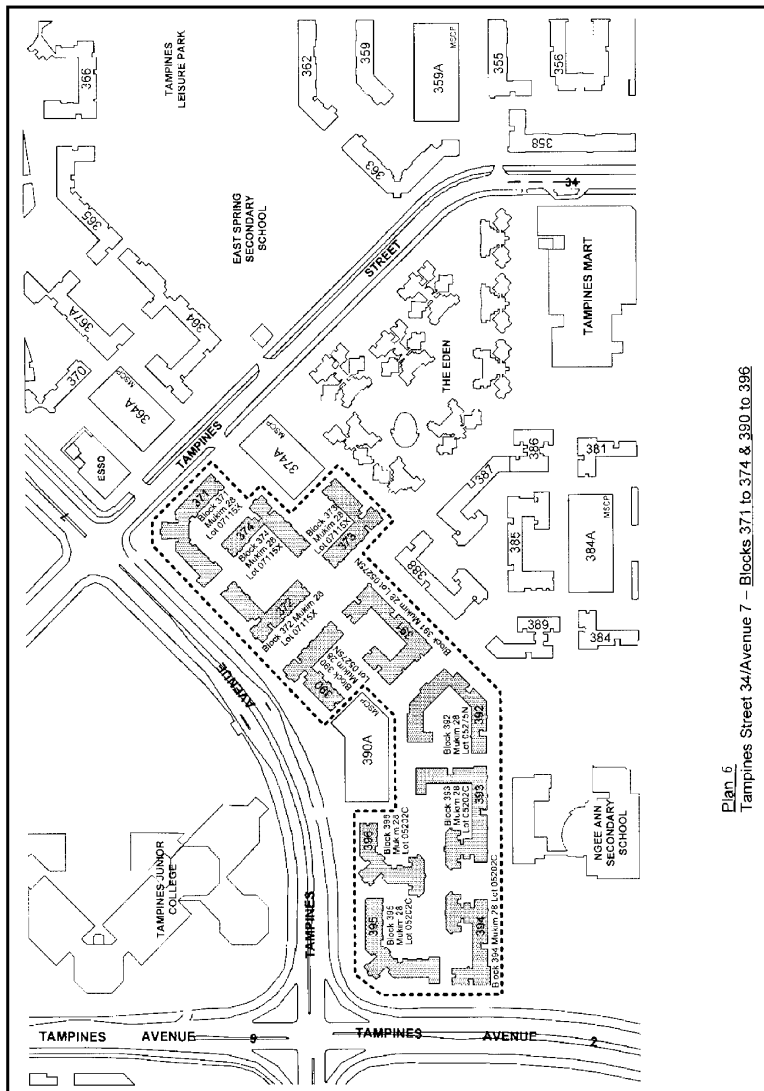 366
TAMPINES
LEISURE PARK
362
359
359A
MSCP
355
356
363
358
365
EAST SPRING
SECONDARY
SCHOOL
367A
364
370
364A
MSCP
ESSO
TAMPINES
STREET
34
TAMPINES MART
THE EDEN
374A
MSCP
7
371
Block 371
Mukim 28
Lot 07115X
374
Block 374
Mukim 28
Lot 07115X
Block 373
Mukim 28
Lot 07115X
373
372
Block 372 Mukim 28
Lot 07115X
390
Block 390
Mukim 28
Lot 05275N
391
Block 391 Mukim 28 Lot 05275N
386
387
381
385
388
384A
MSCP
389
384
AVENUE
390A
MSCP
Block 392
Mukim 28
Lot 05275N
392
Block 393
Mukim 28
Lot 05202C
393
396
Mukim 28
Lot 05202C
395
Block 395
Mukim 28
Lot 05202C
394
Block 394 Mukim 28 Lot 05202C
NGEE ANN
SECONDARY
SCHOOL
TAMPINES JUNIOR
COLLEGE
TAMPINES
TAMPINES AVENUE 9
TAMPINES AVENUE 2
Plan 6
Tampines Street 34/Avenue 7 – Blocks 371 to 374 & 390 to 396